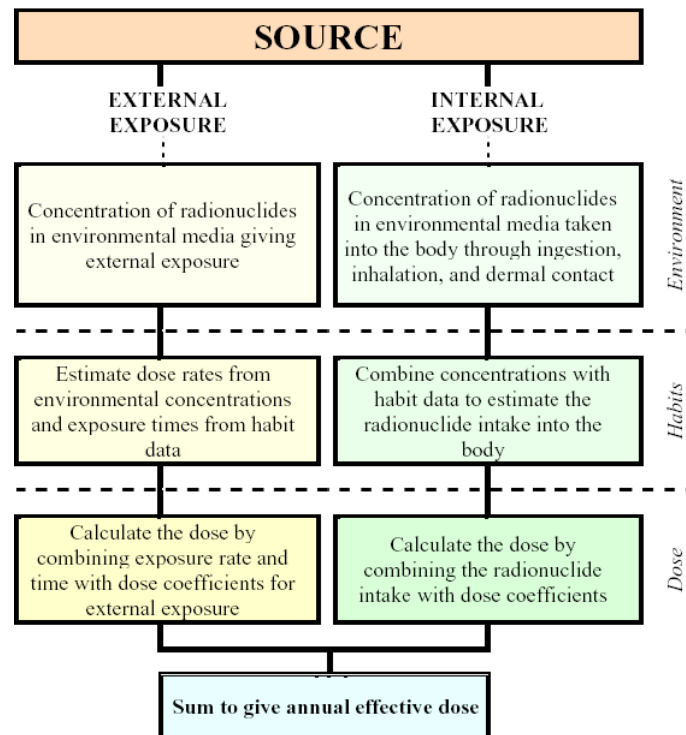 SOURCE
EXTERNAL
EXPOSURE
INTERNAL
EXPOSURE
Concentration of radionuclides
in environmental media giving
external exposure
Concentration of radionuclides
in environmental media taken
into the body through ingestion,
inhalation, and dermal contact
Environment
Estimate dose rates from
environmental concentrations
and exposure times from habit
data
Combine concentrations with
habit data to estimate the
radionuclide intake into the
body
Habits
Calculate the dose by
combining exposure rate and
time with dose coefficients for
external exposure
Calculate the dose by
combining the radionuclide
intake with dose coefficients
Dose
Sum to give annual effective dose